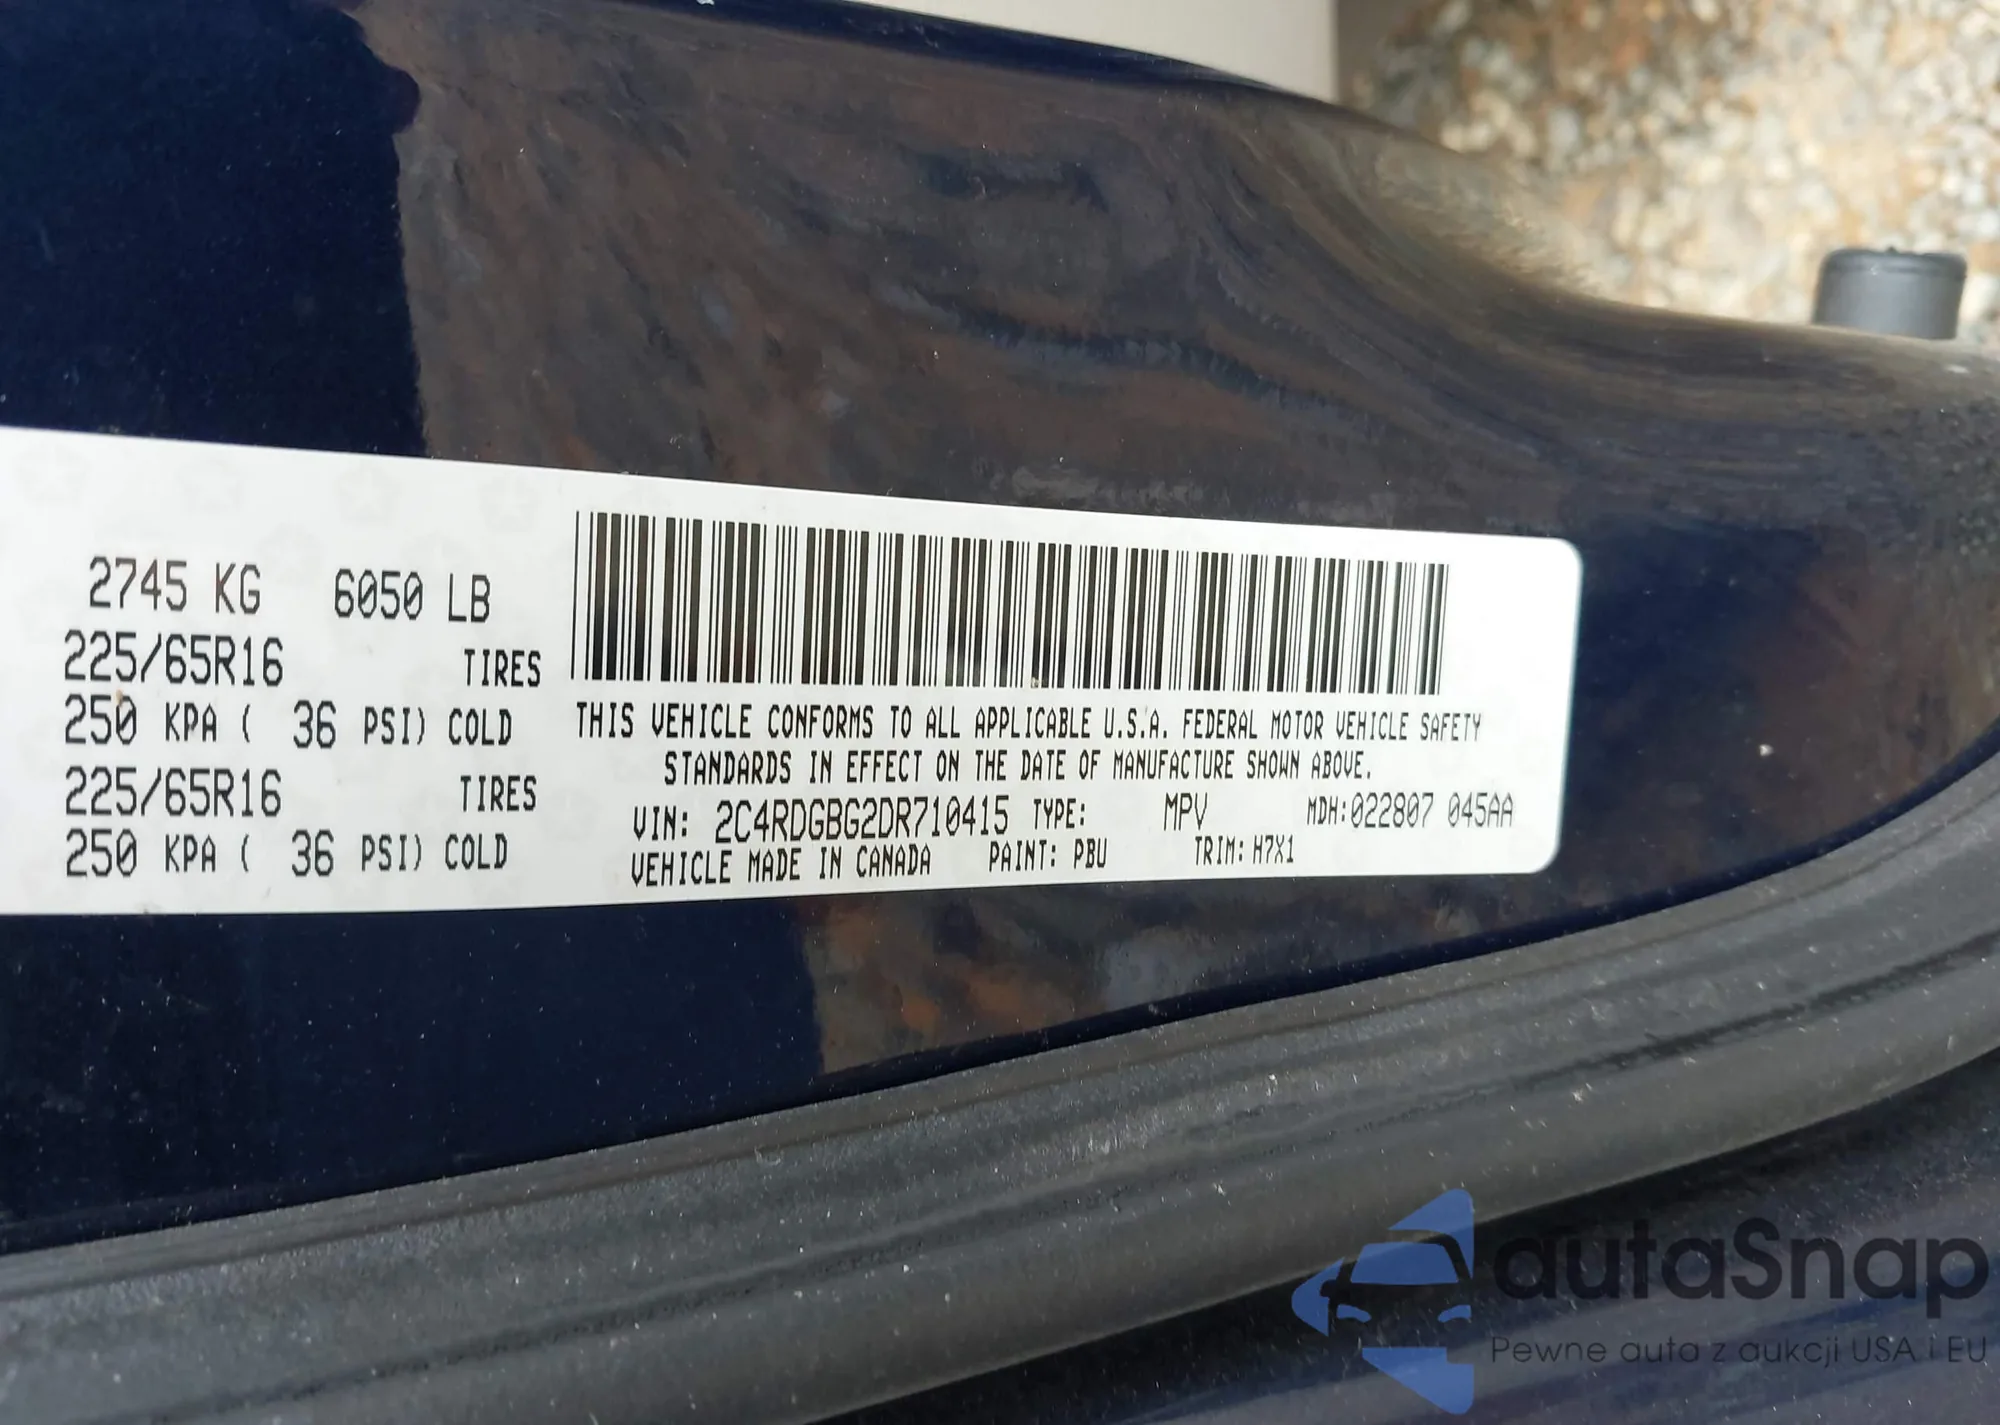 2745 KG 6050 LB
225/65R16 TIRES
250 KPA ( 36 PSI) COLD
225/65R16 TIRES
250 KPA ( 36 PSI) COLD
THIS VEHICLE CONFORMS TO ALL APPLICABLE U.S.A. FEDERAL MOTOR VEHICLE SAFETY
STANDARDS IN EFFECT ON THE DATE OF MANUFACTURE SHOWN ABOVE.
VIN: 2C4RDGBG2DR710415 TYPE: MPV MDH:022807 045AA
VEHICLE MADE IN CANADA PAINT: PBU TRIM: H7X1
autaSnap
Pewne auta z aukcji USA i EU